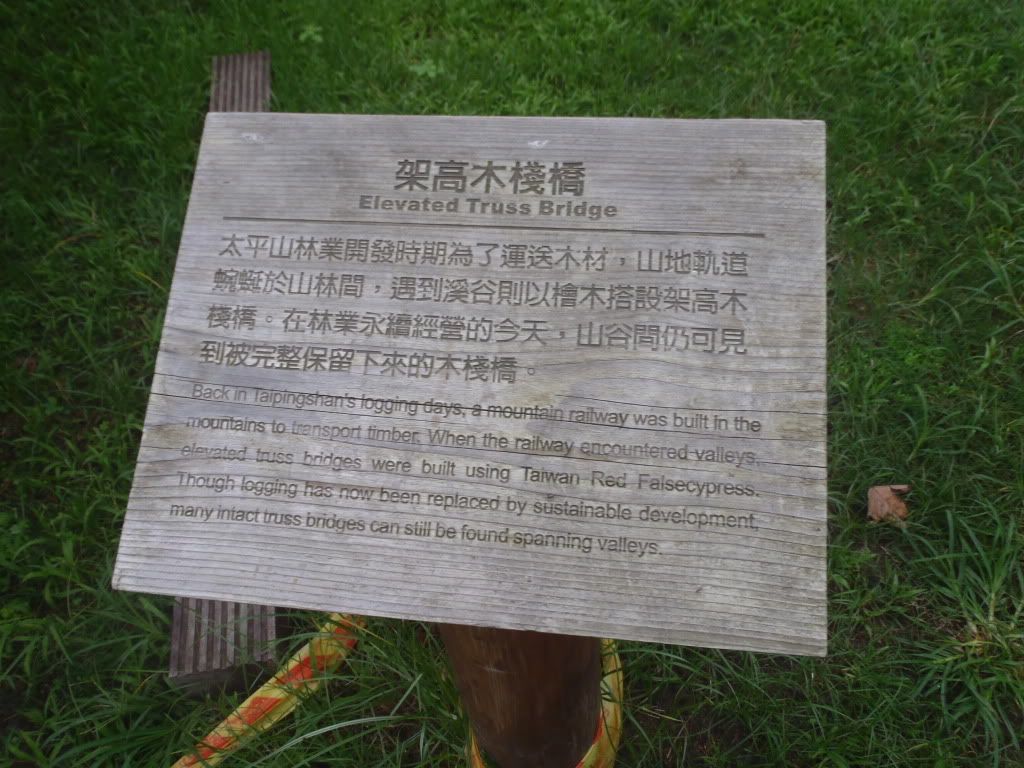 架高木棧橋
Elevated Truss Bridge
太平山林業開發時期為了運送木材，山地軌道
蜿蜒於山林間，遇到溪谷則以檜木搭設架高木
棧橋。在林業永續經營的今天，山谷間仍可見
到被完整保留下來的木棧橋。
Back in Taipingshan's logging days, a mountain railway was built in the
mountains to transport timber. When the railway encountered valleys,
elevated truss bridges were built using Taiwan Red Falsecypress.
Though logging has now been replaced by sustainable development,
many intact truss bridges can still be found spanning valleys.